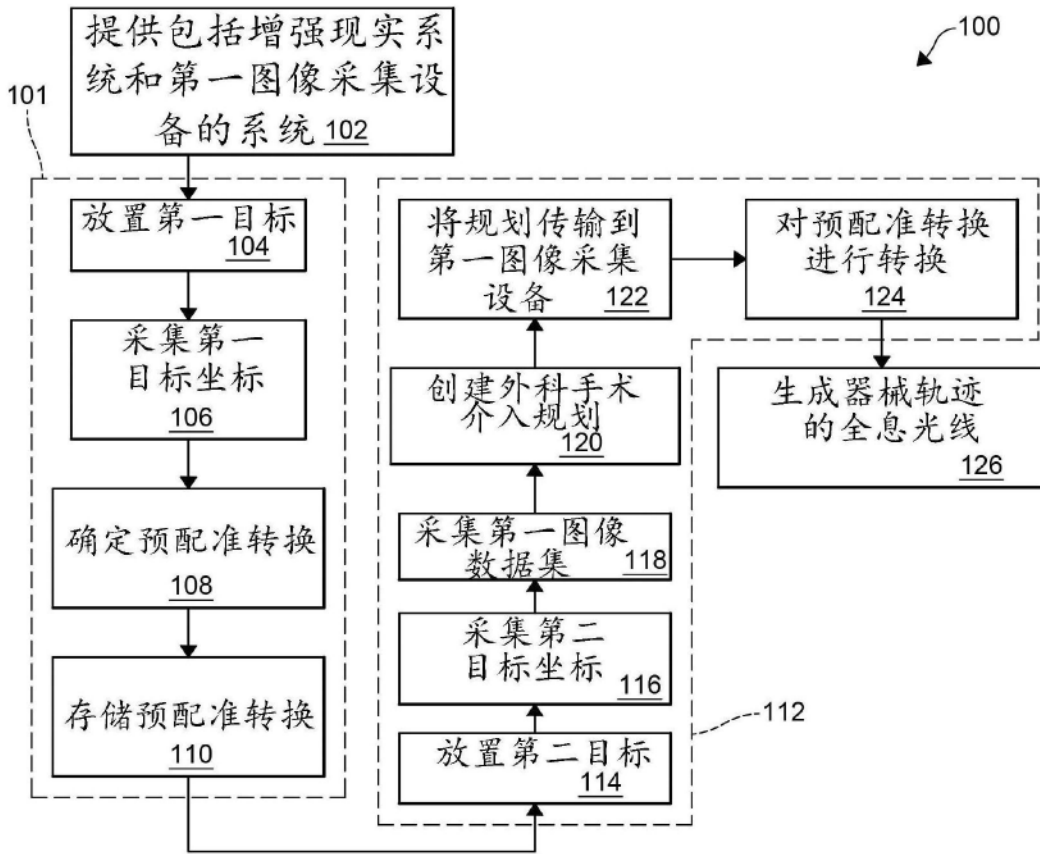 100
提供包括增强现实系
统和第一图像采集设
备的系统 102
101
放置第一目标
104
采集第一
目标坐标
106
确定预配准转换
108
存储预配准转换
110
112
放置第二目标
114
采集第二
目标坐标
116
采集第一图像
数据集 118
创建外科手术
介入规划
120
将规划传输到
第一图像采集
设备 122
对预配准转换
进行转换
124
生成器械轨迹
的全息光线
126